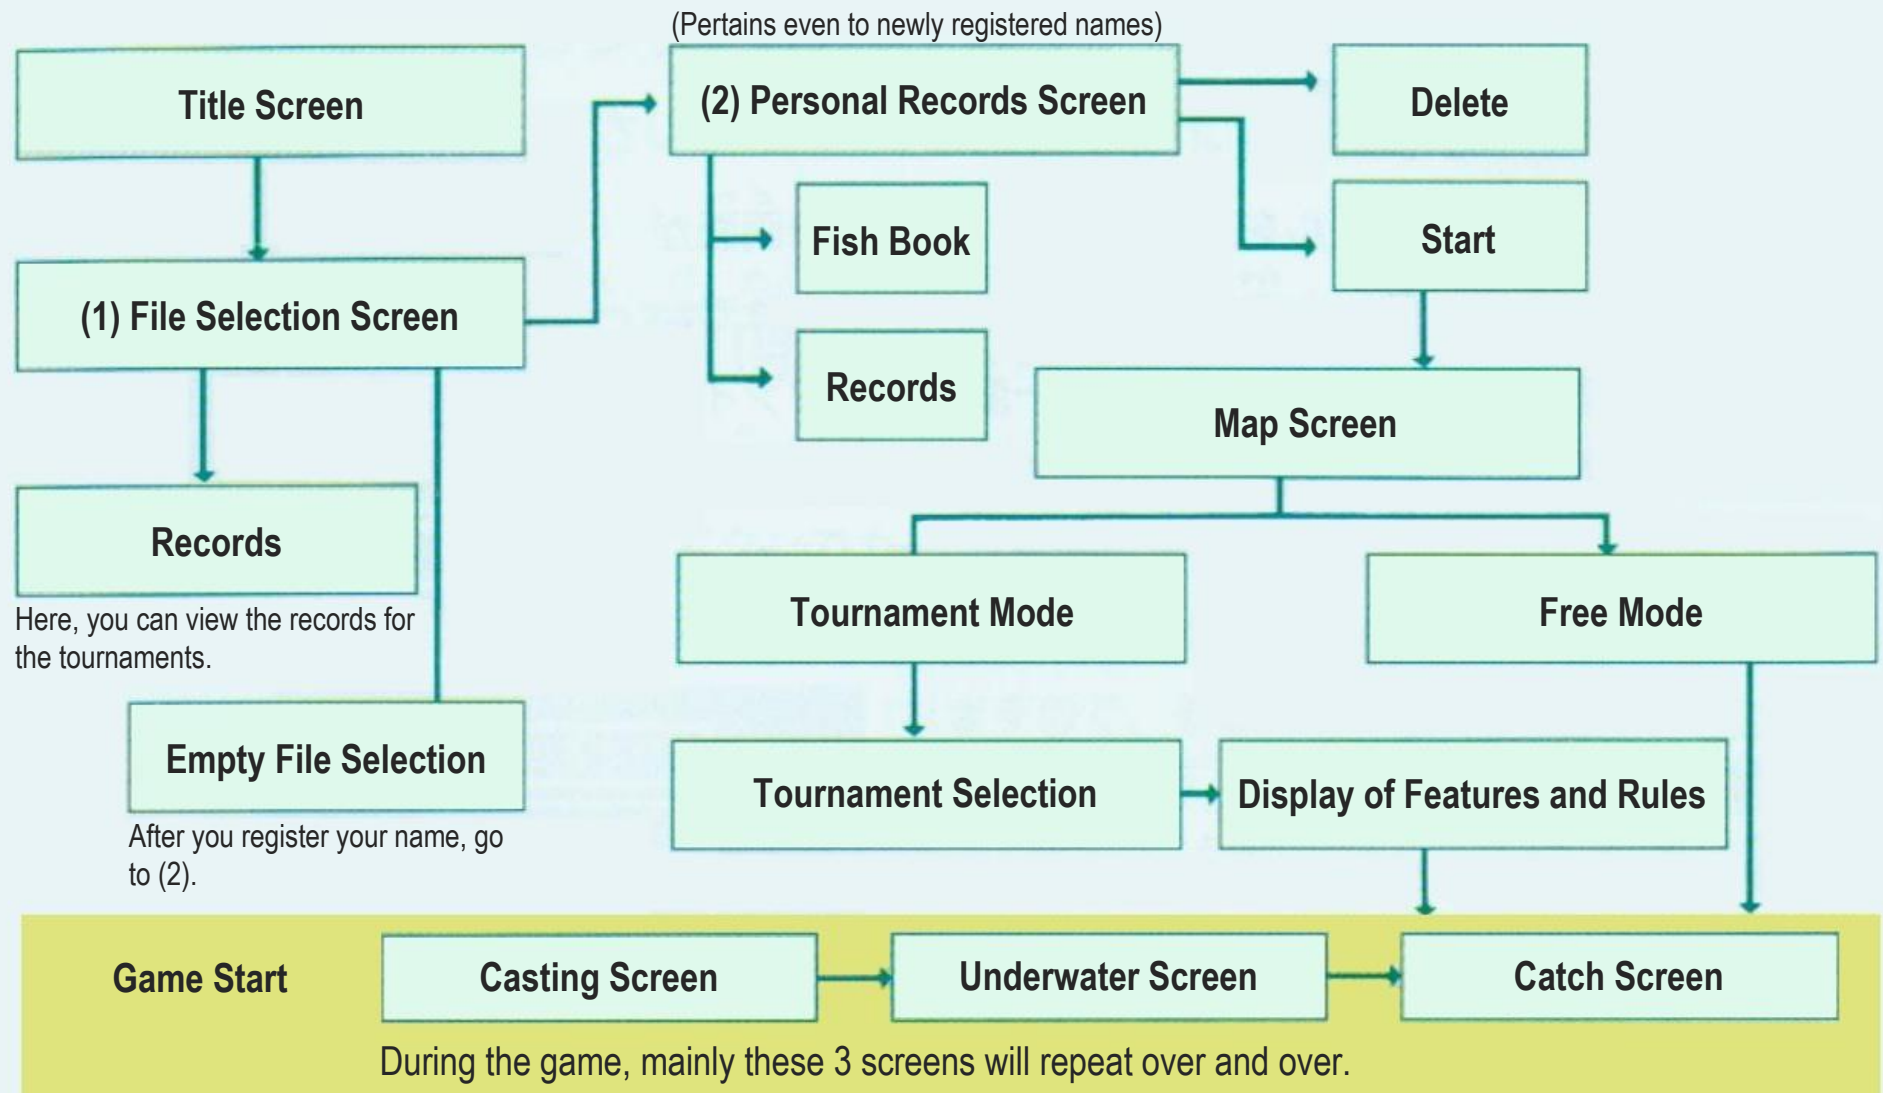 (Pertains even to newly registered names)
Title Screen
(2) Personal Records Screen
Delete
Fish Book
Start
(1) File Selection Screen
Records
Map Screen
Records
Here, you can view the records for
the tournaments.
Tournament Mode
Free Mode
Empty File Selection
After you register your name, go
to (2).
Tournament Selection
Display of Features and Rules
Game Start
Casting Screen
Underwater Screen
Catch Screen
During the game, mainly these 3 screens will repeat over and over.